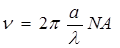 ν = 2π a/λ NA